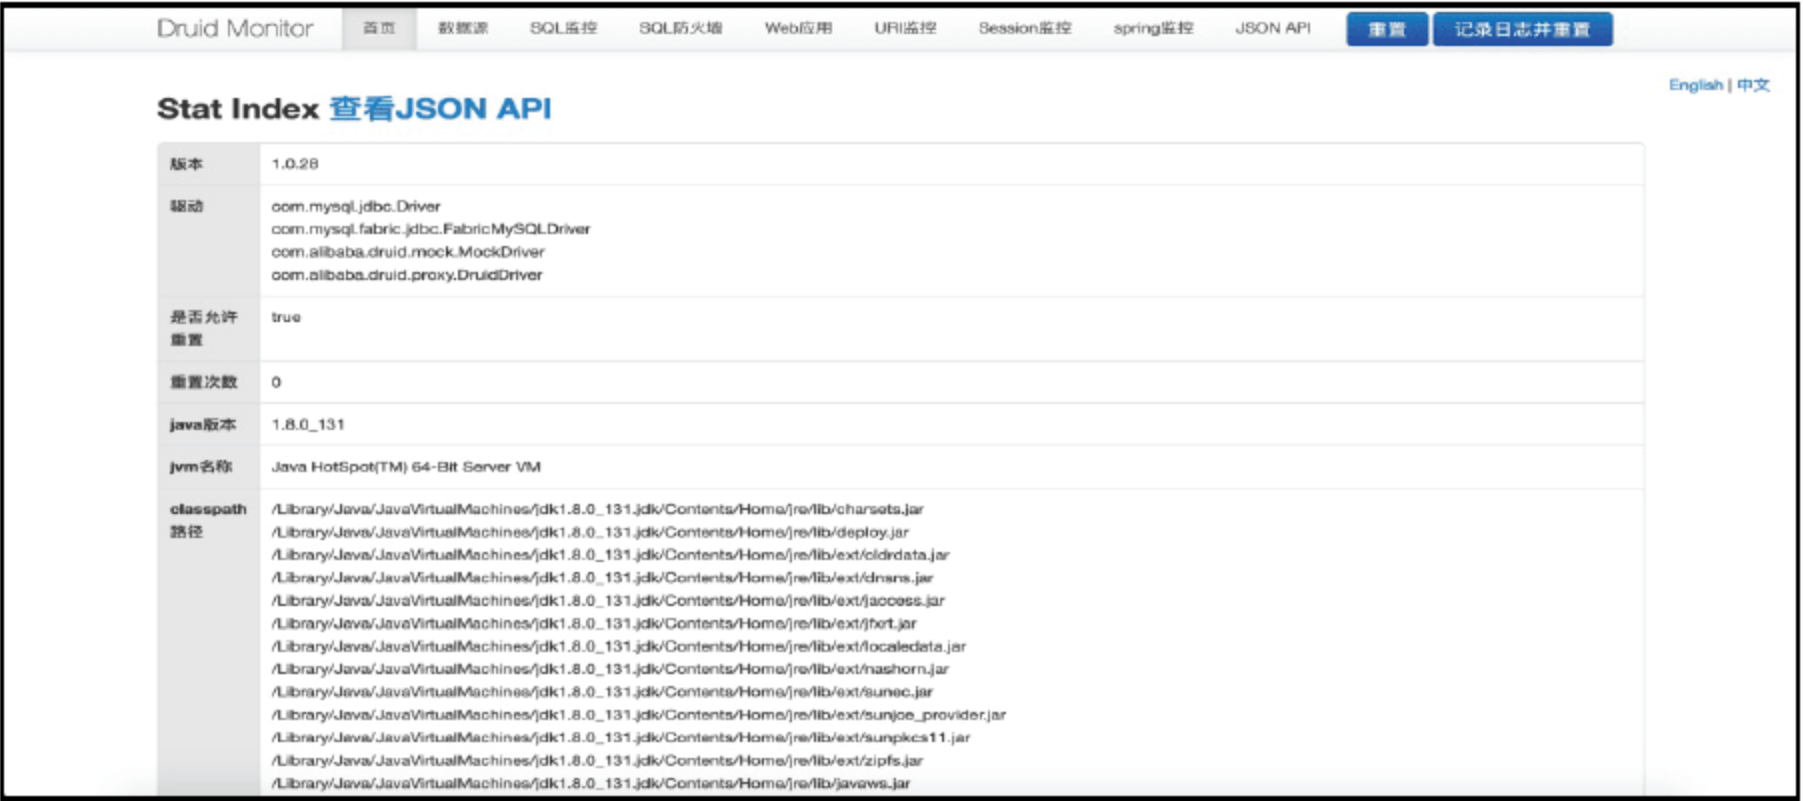 Druid Monitor 首页 数据源 SQL监控 SQL防火墙 Web应用 URI监控 Session监控 spring监控 JSON API 重置 记录日志并重置
English | 中文
Stat Index 查看JSON API
版本 1.0.28
驱动 com.mysql.jdbc.Driver
com.mysql.fabric.jdbc.FabricMySQLDriver
com.alibaba.druid.mock.MockDriver
com.alibaba.druid.proxy.DruidDriver
是否允许 true
重置
重置次数 0
java版本 1.8.0_131
jvm名称 Java HotSpot(TM) 64-Bit Server VM
classpath /Library/Java/JavaVirtualMachines/jdk1.8.0_131.jdk/Contents/Home/jre/lib/charsets.jar
路径 /Library/Java/JavaVirtualMachines/jdk1.8.0_131.jdk/Contents/Home/jre/lib/deploy.jar
/Library/Java/JavaVirtualMachines/jdk1.8.0_131.jdk/Contents/Home/jre/lib/ext/cldrdata.jar
/Library/Java/JavaVirtualMachines/jdk1.8.0_131.jdk/Contents/Home/jre/lib/ext/dnsns.jar
/Library/Java/JavaVirtualMachines/jdk1.8.0_131.jdk/Contents/Home/jre/lib/ext/jaccess.jar
/Library/Java/JavaVirtualMachines/jdk1.8.0_131.jdk/Contents/Home/jre/lib/ext/jfxrt.jar
/Library/Java/JavaVirtualMachines/jdk1.8.0_131.jdk/Contents/Home/jre/lib/ext/localedata.jar
/Library/Java/JavaVirtualMachines/jdk1.8.0_131.jdk/Contents/Home/jre/lib/ext/nashorn.jar
/Library/Java/JavaVirtualMachines/jdk1.8.0_131.jdk/Contents/Home/jre/lib/ext/sunec.jar
/Library/Java/JavaVirtualMachines/jdk1.8.0_131.jdk/Contents/Home/jre/lib/ext/sunjce_provider.jar
/Library/Java/JavaVirtualMachines/jdk1.8.0_131.jdk/Contents/Home/jre/lib/ext/sunpkcs11.jar
/Library/Java/JavaVirtualMachines/jdk1.8.0_131.jdk/Contents/Home/jre/lib/ext/zipfs.jar
/Library/Java/JavaVirtualMachines/jdk1.8.0_131.jdk/Contents/Home/jre/lib/javaws.jar